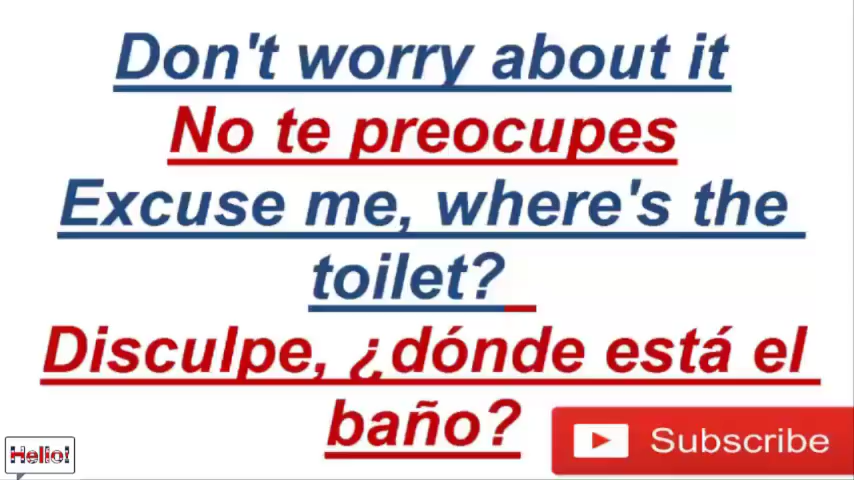 Don't worry about it
No te preocupes
Excuse me, where's the
toilet?
Disculpe, ¿dónde está el
baño?
Subscribe
Hello!